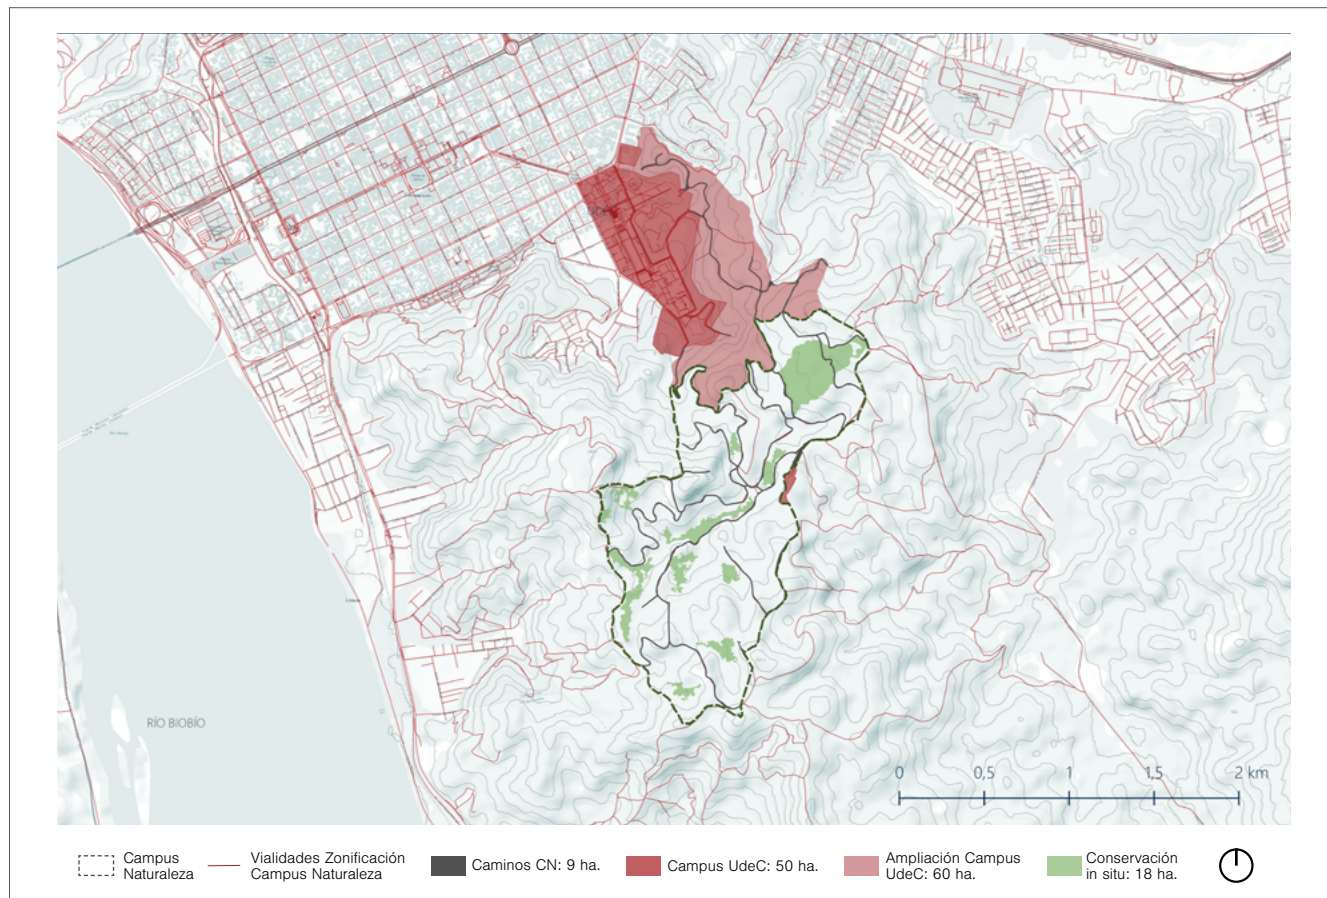 RÍO BIOBÍO
0 0,5 1 1,5 2 km
Campus
Naturaleza
Vialidades Zonificación
Campus Naturaleza
Caminos CN: 9 ha.
Campus UdeC: 50 ha.
Ampliación Campus
UdeC: 60 ha.
Conservación
in situ: 18 ha.